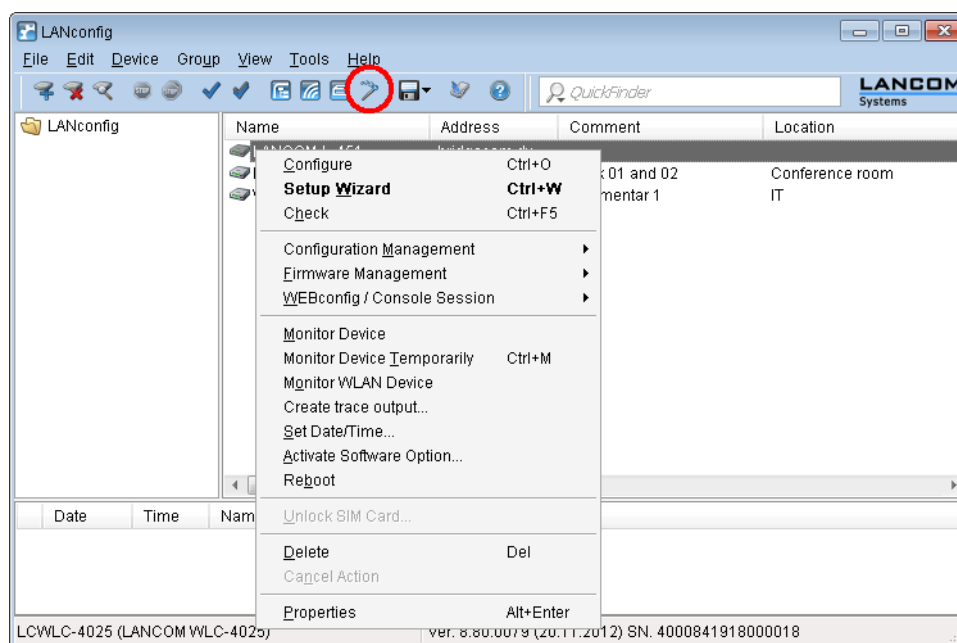 LANconfig
File Edit Device Group View Tools Help
QuickFinder
LANCOM
Systems
LANconfig
Name Address Comment Location
01 and 02 Conference room
mentar 1 IT
Configure Ctrl+O
Setup Wizard Ctrl+W
Check Ctrl+F5
Configuration Management
Firmware Management
WEBconfig / Console Session
Monitor Device
Monitor Device Temporarily Ctrl+M
Monitor WLAN Device
Create trace output...
Set Date/Time...
Activate Software Option...
Reboot
Unlock SIM Card...
Delete Del
Cancel Action
Properties Alt+Enter
Date Time Nam
LCWLC-4025 (LANCOM WLC-4025) Ver. 8.80.0079 (20.11.2012) SN. 4000841918000018